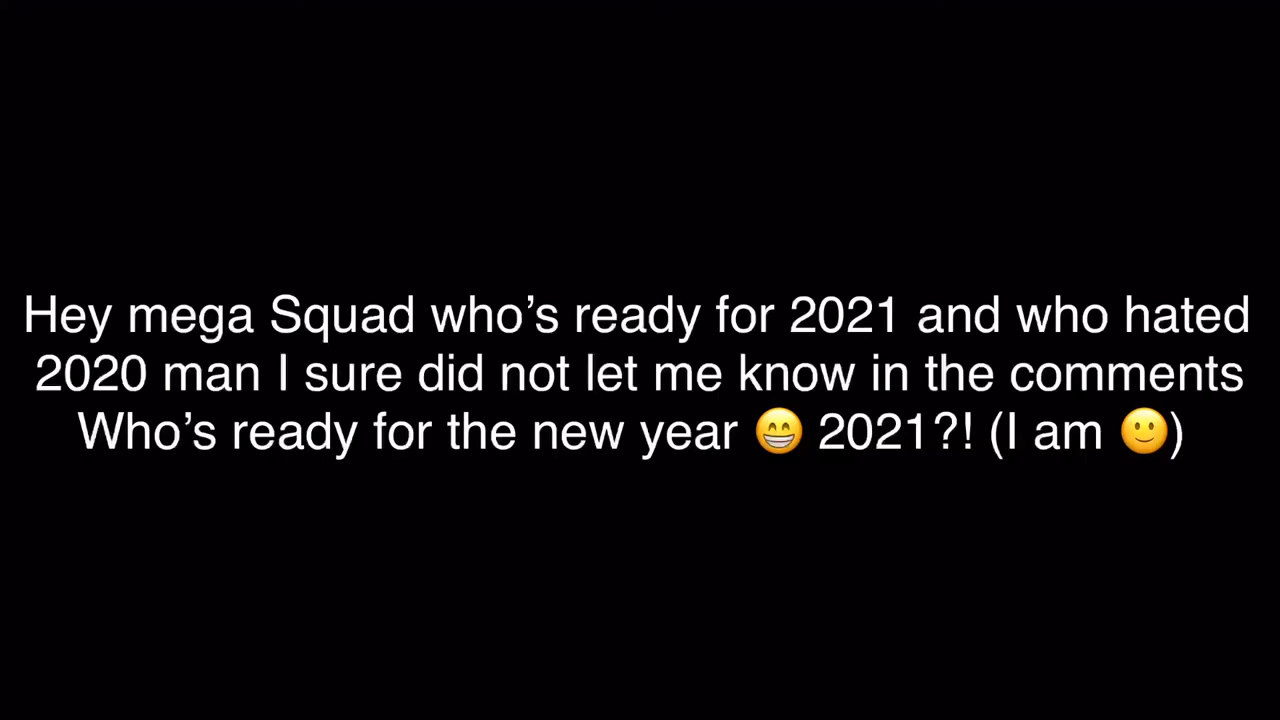 Hey mega Squad who’s ready for 2021 and who hated
2020 man I sure did not let me know in the comments
Who’s ready for the new year 😁 2021?! (I am 🙂)